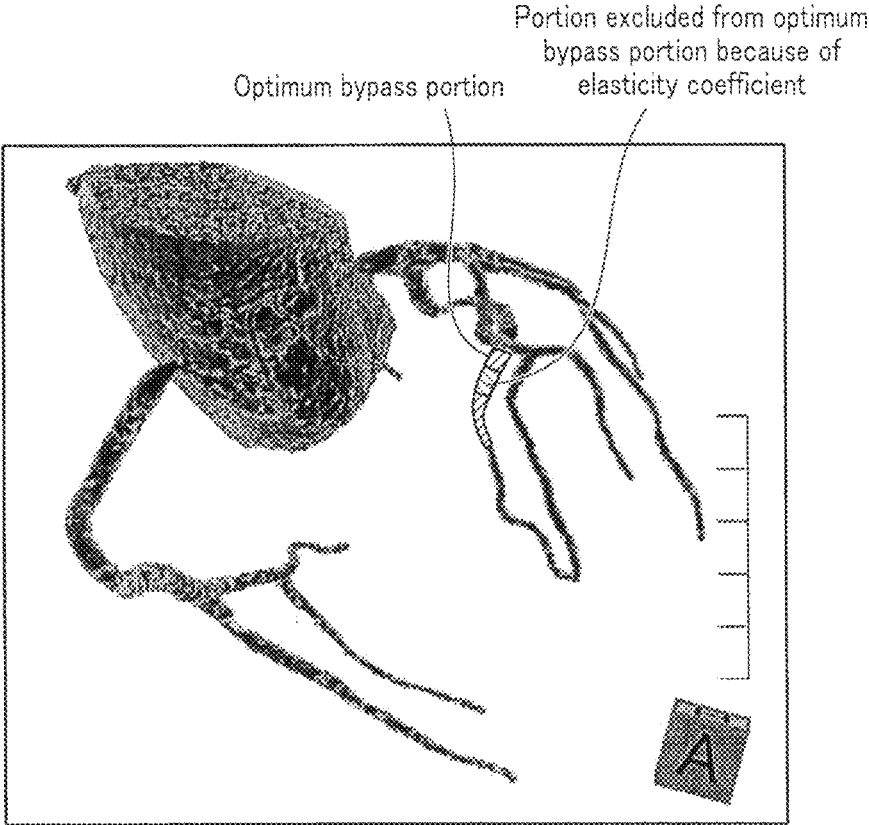 Portion excluded from optimum
bypass portion because of
elasticity coefficient
Optimum bypass portion
A